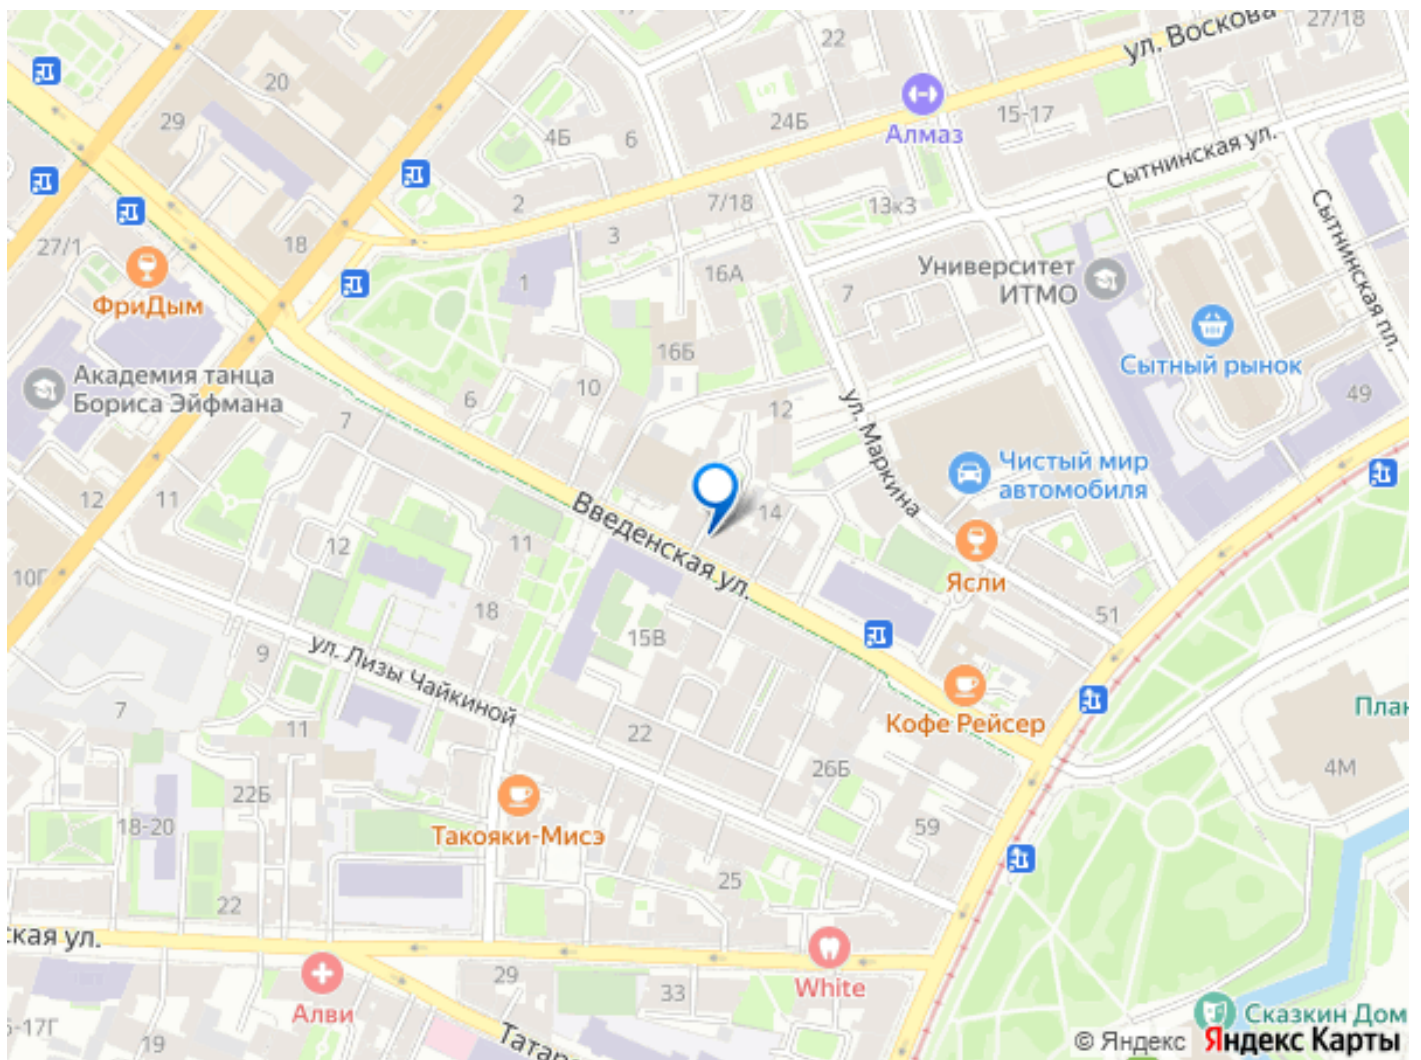 27/18
ул. Воскова
22
20
29
Алмаз
24Б
15-17
4Б
6
Сытнинская ул.
2
7/18
13к3
27/1
18
3
Сытнинская пл.
1
16А
7
Университет
ИТМО
ФриДым
Академия танца
Бориса Эйфмана
16Б
10
6
7
12
ул. Маркина
Сытный рынок
49
12
11
Чистый мир
автомобиля
14
Введенская ул.
11
12
10Г
Ясли
18
15В
51
9
ул. Лизы Чайкиной
7
11
22
Кофе Рейсер
План
26Б
4М
22Б
18-20
Такояки-Мисэ
59
25
22
ская ул.
29
33
White
Алви
19
Татарс
Сказкин Дом
© Яндекс Яндекс Карты